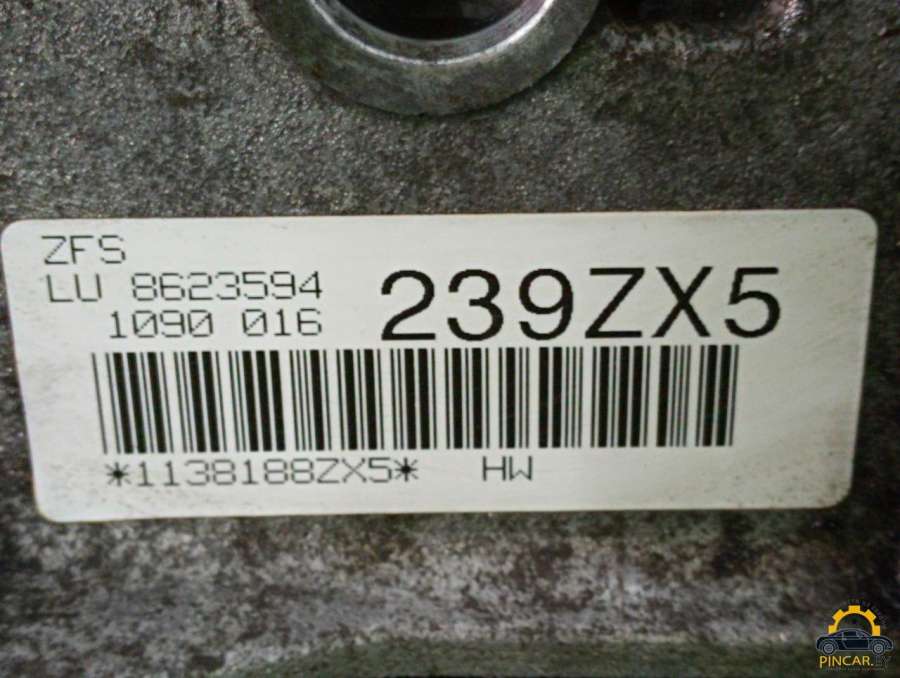 ZFS
LU 8623594
1090 016
239ZX5
*1138188ZX5* HW
PINCAR.BY